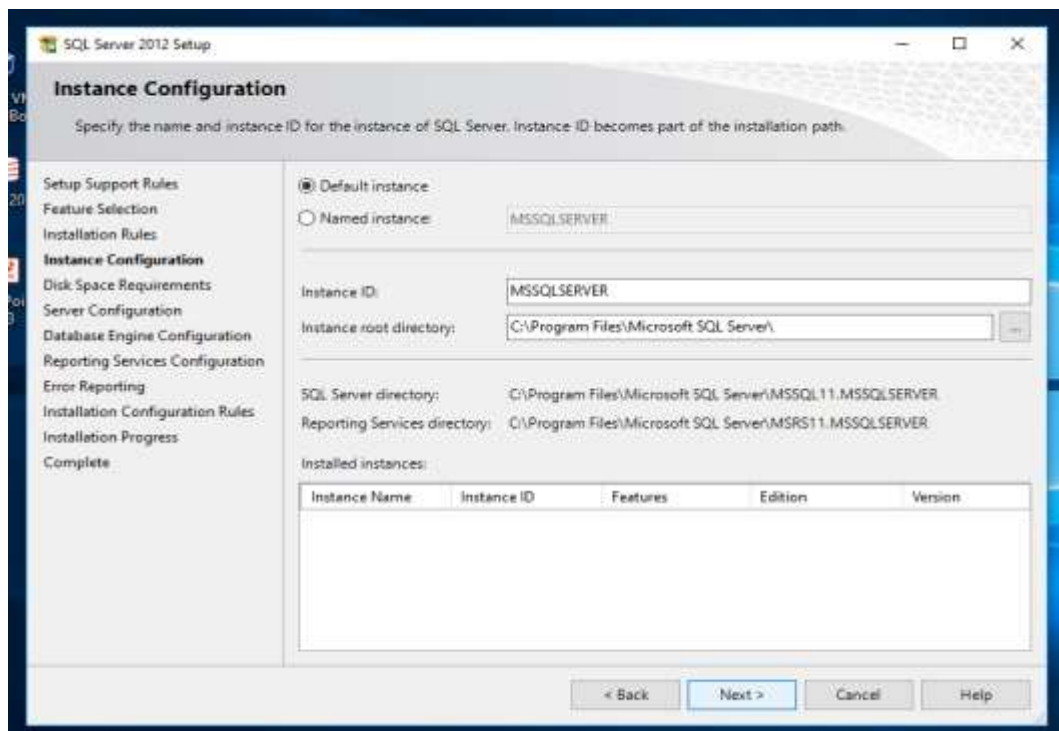 SQL Server 2012 Setup
Instance Configuration
Specify the name and instance ID for the instance of SQL Server. Instance ID becomes part of the installation path.
Setup Support Rules
Feature Selection
Installation Rules
Instance Configuration
Disk Space Requirements
Server Configuration
Database Engine Configuration
Reporting Services Configuration
Error Reporting
Installation Configuration Rules
Installation Progress
Complete
Default instance
Named instance: MSSQLSERVER
Instance ID: MSSQLSERVER
Instance root directory: C:\Program Files\Microsoft SQL Server\ ...
SQL Server directory: C:\Program Files\Microsoft SQL Server\MSSQL11.MSSQLSERVER
Reporting Services directory: C:\Program Files\Microsoft SQL Server\MSRS11.MSSQLSERVER
Installed instances:
Instance Name Instance ID Features Edition Version
< Back Next > Cancel Help